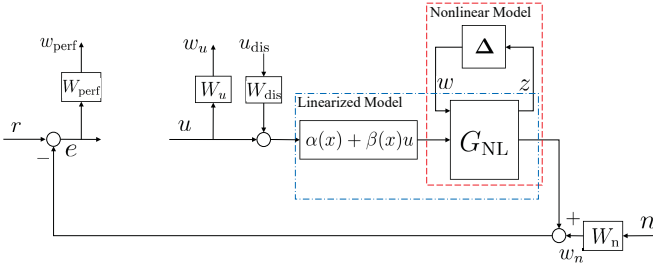 Nonlinear Model
Δ
w_perf
w_u
u_dis
w
z
W_perf
W_u
W_dis
Linearized Model
r
−
e
u
α(x) + β(x)u
G_NL
+
w_n
W_n
n